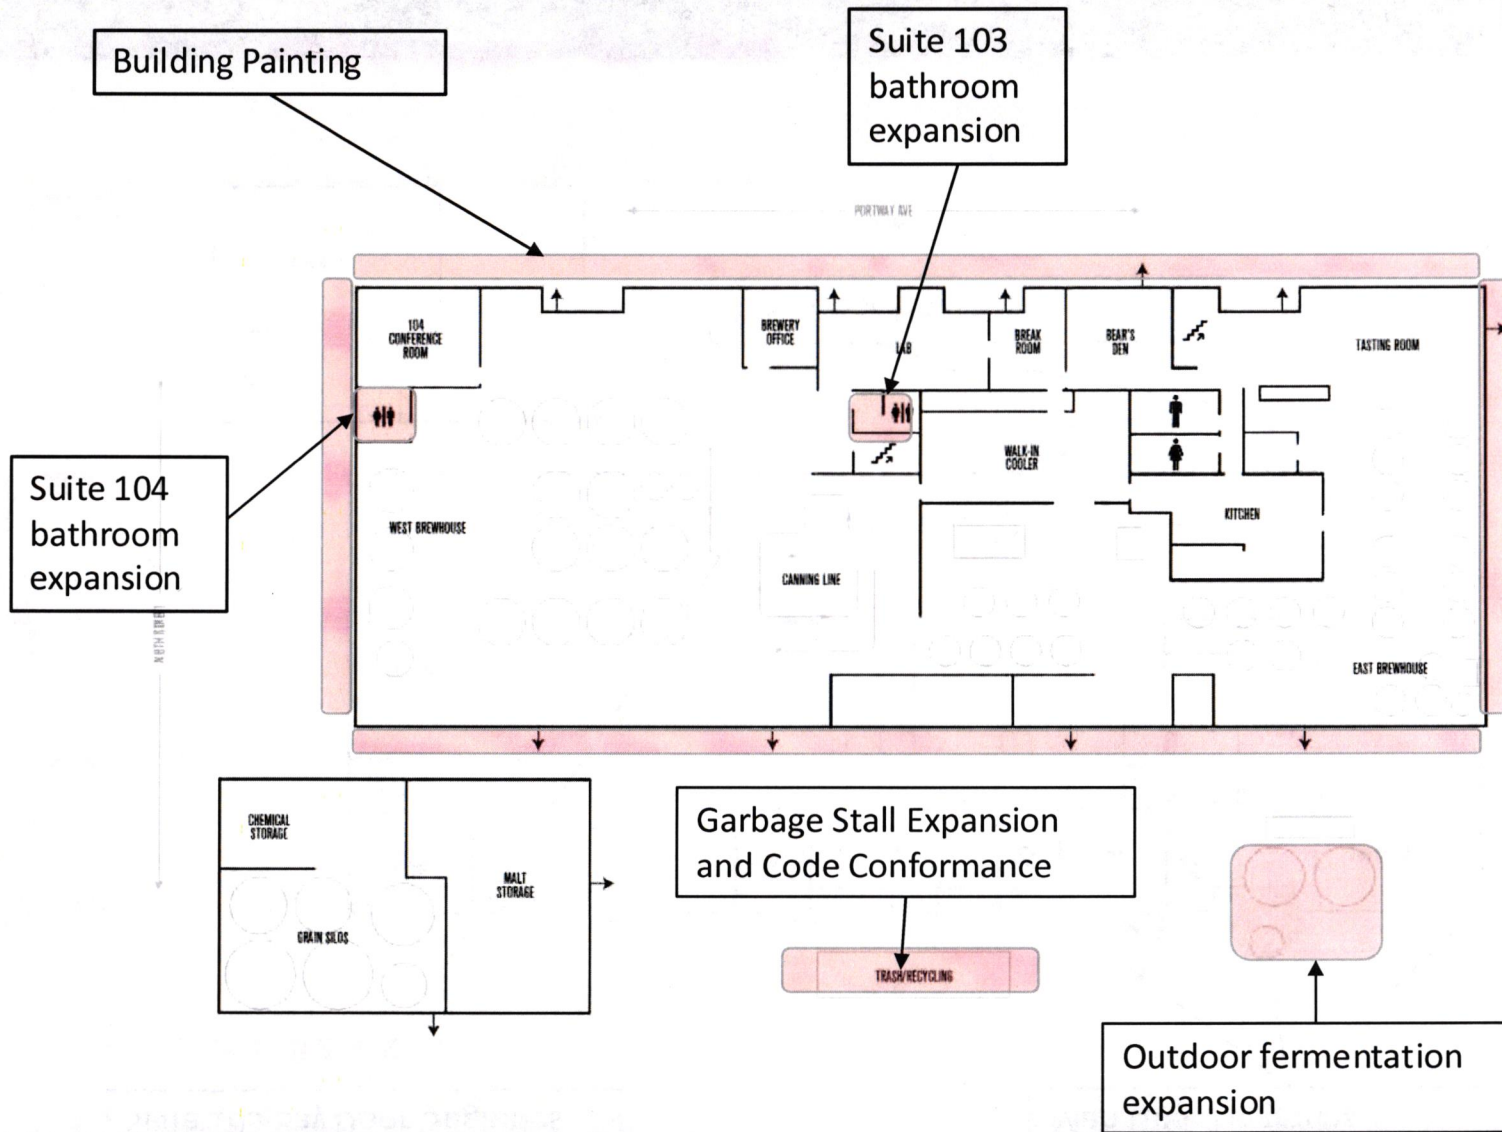 Building Painting
Suite 103
bathroom
expansion
PORTWAY AVE
104
CONFERENCE
ROOM
BREWERY
OFFICE
LAB
BREAK
ROOM
BEAR'S
DEN
TASTING ROOM
WALK-IN
COOLER
Suite 104
bathroom
expansion
WEST BREWHOUSE
KITCHEN
CANNING LINE
EAST BREWHOUSE
CHEMICAL
STORAGE
MALT
STORAGE
GRAIN SILOS
Garbage Stall Expansion
and Code Conformance
TRASH/RECYCLING
Outdoor fermentation
expansion